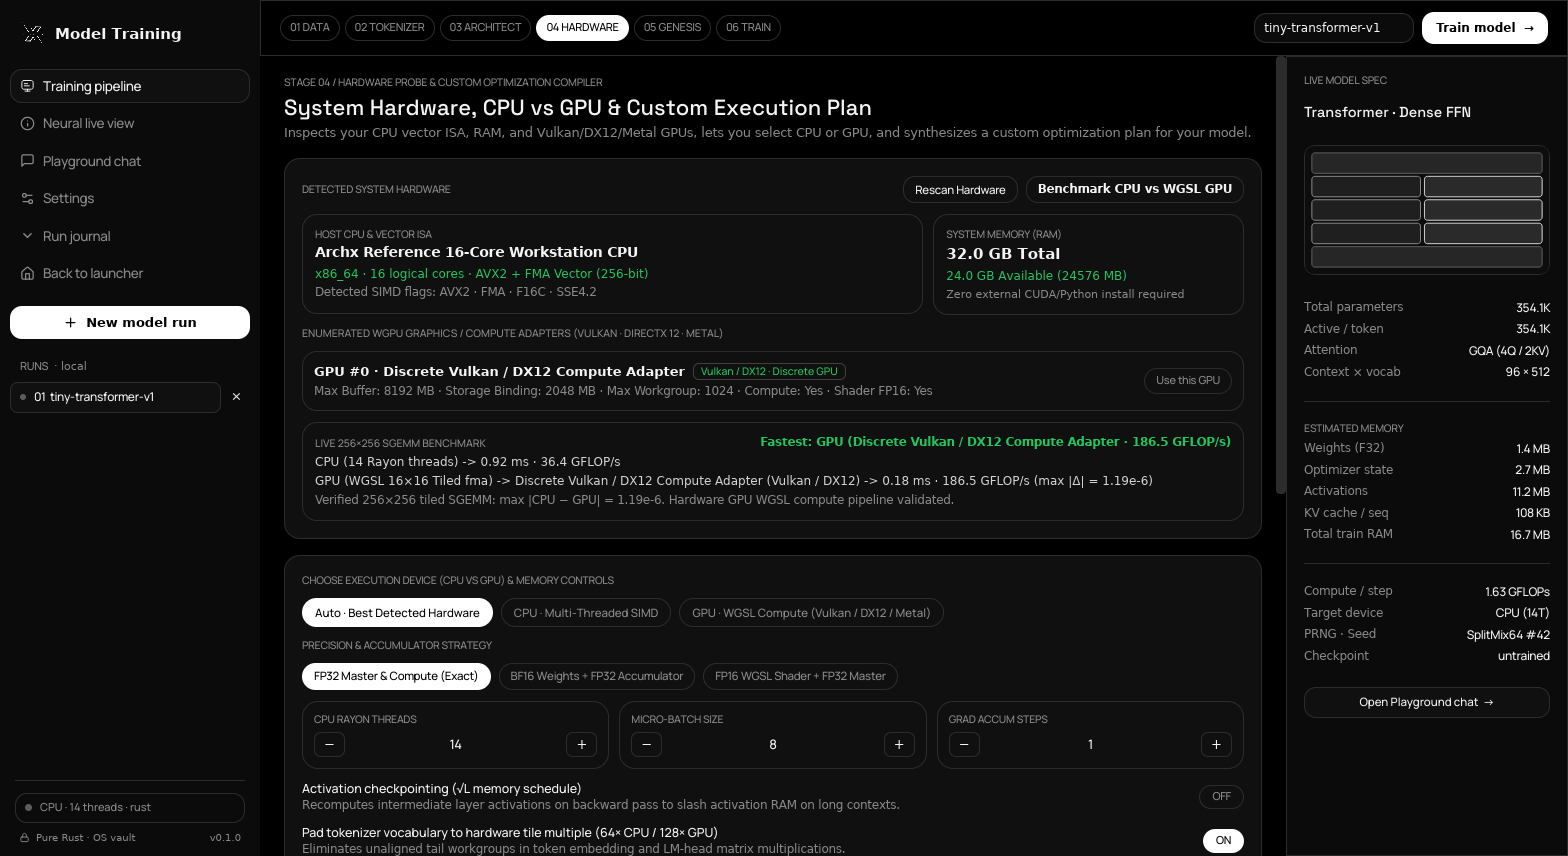 Model Training
Training pipeline
Neural live view
Playground chat
Settings
Run journal
Back to launcher
+ New model run
RUNS · local
01 tiny-transformer-v1 ×
CPU · 14 threads · rust
Pure Rust · OS vault v0.1.0
01 DATA 02 TOKENIZER 03 ARCHITECT 04 HARDWARE 05 GENESIS 06 TRAIN
tiny-transformer-v1 Train model →
STAGE 04 / HARDWARE PROBE & CUSTOM OPTIMIZATION COMPILER
System Hardware, CPU vs GPU & Custom Execution Plan
Inspects your CPU vector ISA, RAM, and Vulkan/DX12/Metal GPUs, lets you select CPU or GPU, and synthesizes a custom optimization plan for your model.
DETECTED SYSTEM HARDWARE Rescan Hardware Benchmark CPU vs WGSL GPU
HOST CPU & VECTOR ISA
Archx Reference 16-Core Workstation CPU
x86_64 · 16 logical cores · AVX2 + FMA Vector (256-bit)
Detected SIMD flags: AVX2 · FMA · F16C · SSE4.2
SYSTEM MEMORY (RAM)
32.0 GB Total
24.0 GB Available (24576 MB)
Zero external CUDA/Python install required
ENUMERATED WGPU GRAPHICS / COMPUTE ADAPTERS (VULKAN · DIRECTX 12 · METAL)
GPU #0 · Discrete Vulkan / DX12 Compute Adapter Vulkan / DX12 · Discrete GPU
Max Buffer: 8192 MB · Storage Binding: 2048 MB · Max Workgroup: 1024 · Compute: Yes · Shader FP16: Yes
Use this GPU
LIVE 256×256 SGEMM BENCHMARK Fastest: GPU (Discrete Vulkan / DX12 Compute Adapter · 186.5 GFLOP/s)
CPU (14 Rayon threads) -> 0.92 ms · 36.4 GFLOP/s
GPU (WGSL 16×16 Tiled fma) -> Discrete Vulkan / DX12 Compute Adapter (Vulkan / DX12) -> 0.18 ms · 186.5 GFLOP/s (max |Δ| = 1.19e-6)
Verified 256×256 tiled SGEMM: max |CPU − GPU| = 1.19e-6. Hardware GPU WGSL compute pipeline validated.
CHOOSE EXECUTION DEVICE (CPU VS GPU) & MEMORY CONTROLS
Auto · Best Detected Hardware CPU · Multi-Threaded SIMD GPU · WGSL Compute (Vulkan / DX12 / Metal)
PRECISION & ACCUMULATOR STRATEGY
FP32 Master & Compute (Exact) BF16 Weights + FP32 Accumulator FP16 WGSL Shader + FP32 Master
CPU RAYON THREADS
− 14 +
MICRO-BATCH SIZE
− 8 +
GRAD ACCUM STEPS
− 1 +
Activation checkpointing (√L memory schedule)
Recomputes intermediate layer activations on backward pass to slash activation RAM on long contexts.
OFF
Pad tokenizer vocabulary to hardware tile multiple (64× CPU / 128× GPU)
Eliminates unaligned tail workgroups in token embedding and LM-head matrix multiplications.
ON
LIVE MODEL SPEC
Transformer · Dense FFN
Total parameters 354.1K
Active / token 354.1K
Attention GQA (4Q / 2KV)
Context × vocab 96 × 512
ESTIMATED MEMORY
Weights (F32) 1.4 MB
Optimizer state 2.7 MB
Activations 11.2 MB
KV cache / seq 108 KB
Total train RAM 16.7 MB
Compute / step 1.63 GFLOPs
Target device CPU (14T)
PRNG · Seed SplitMix64 #42
Checkpoint untrained
Open Playground chat →